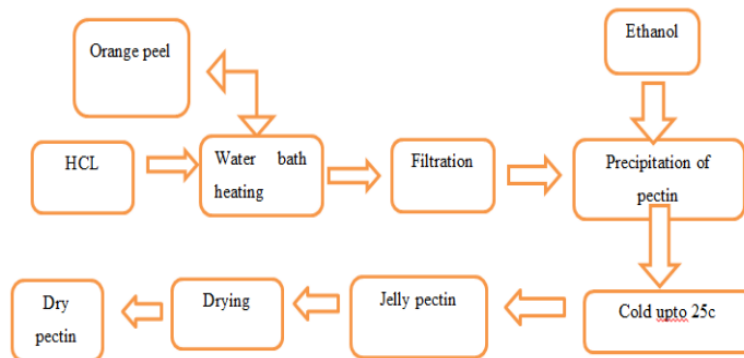 Orange peel
Ethanol
HCL
Water bath
heating
Filtration
Precipitation of
pectin
Cold upto 25c
Jelly pectin
Drying
Dry
pectin